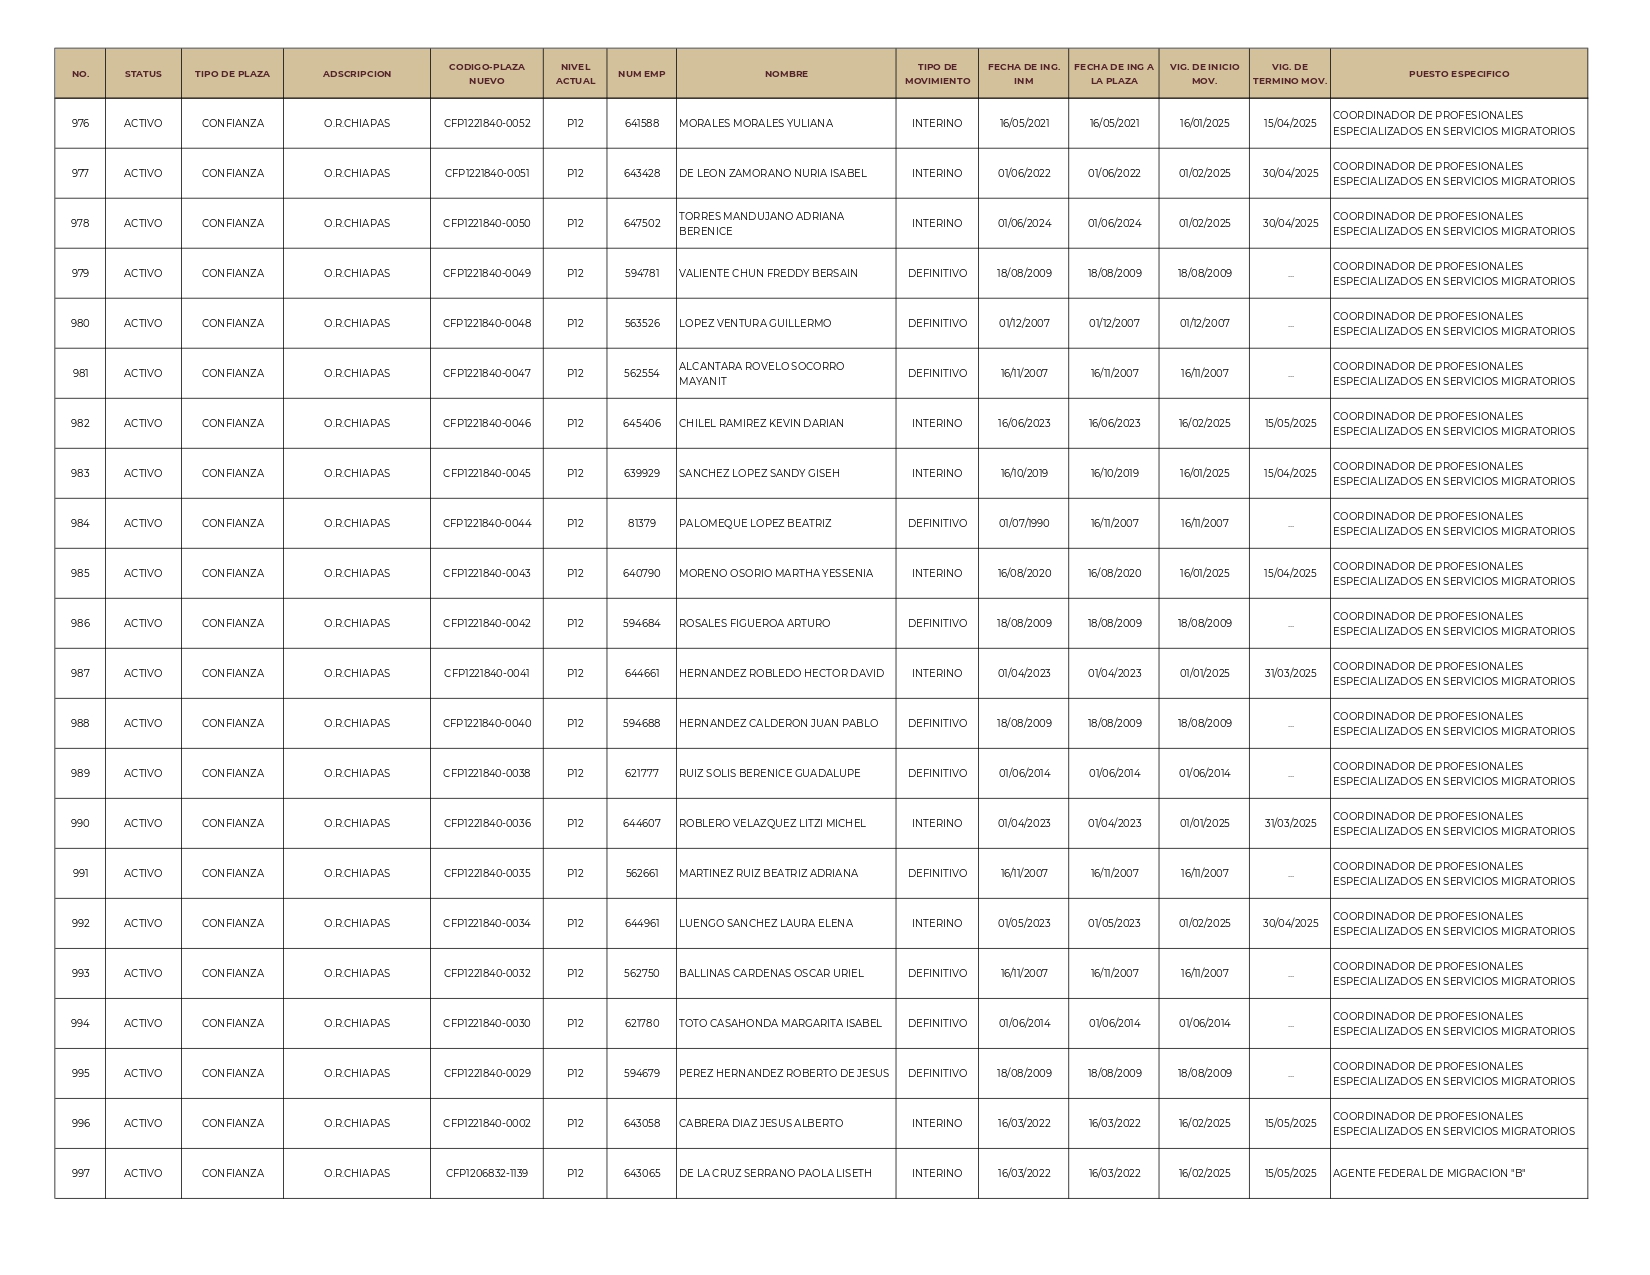 NO. STATUS TIPO DE PLAZA ADSCRIPCION CODIGO-PLAZA NUEVO NIVEL ACTUAL NUM EMP NOMBRE TIPO DE MOVIMIENTO FECHA DE ING. INM FECHA DE ING A LA PLAZA VIG. DE INICIO MOV. VIG. DE TERMINO MOV. PUESTO ESPECIFICO
976 ACTIVO CONFIANZA O.R.CHIAPAS CFP1221840-0052 P12 641588 MORALES MORALES YULIANA INTERINO 16/05/2021 16/05/2021 16/01/2025 15/04/2025 COORDINADOR DE PROFESIONALES ESPECIALIZADOS EN SERVICIOS MIGRATORIOS
977 ACTIVO CONFIANZA O.R.CHIAPAS CFP1221840-0051 P12 643428 DE LEON ZAMORANO NURIA ISABEL INTERINO 01/06/2022 01/06/2022 01/02/2025 30/04/2025 COORDINADOR DE PROFESIONALES ESPECIALIZADOS EN SERVICIOS MIGRATORIOS
978 ACTIVO CONFIANZA O.R.CHIAPAS CFP1221840-0050 P12 647502 TORRES MANDUJANO ADRIANA BERENICE INTERINO 01/06/2024 01/06/2024 01/02/2025 30/04/2025 COORDINADOR DE PROFESIONALES ESPECIALIZADOS EN SERVICIOS MIGRATORIOS
979 ACTIVO CONFIANZA O.R.CHIAPAS CFP1221840-0049 P12 594781 VALIENTE CHUN FREDDY BERSAIN DEFINITIVO 18/08/2009 18/08/2009 18/08/2009 ... COORDINADOR DE PROFESIONALES ESPECIALIZADOS EN SERVICIOS MIGRATORIOS
980 ACTIVO CONFIANZA O.R.CHIAPAS CFP1221840-0048 P12 563526 LOPEZ VENTURA GUILLERMO DEFINITIVO 01/12/2007 01/12/2007 01/12/2007 ... COORDINADOR DE PROFESIONALES ESPECIALIZADOS EN SERVICIOS MIGRATORIOS
981 ACTIVO CONFIANZA O.R.CHIAPAS CFP1221840-0047 P12 562554 ALCANTARA ROVELO SOCORRO MAYANIT DEFINITIVO 16/11/2007 16/11/2007 16/11/2007 ... COORDINADOR DE PROFESIONALES ESPECIALIZADOS EN SERVICIOS MIGRATORIOS
982 ACTIVO CONFIANZA O.R.CHIAPAS CFP1221840-0046 P12 645406 CHILEL RAMIREZ KEVIN DARIAN INTERINO 16/06/2023 16/06/2023 16/02/2025 15/05/2025 COORDINADOR DE PROFESIONALES ESPECIALIZADOS EN SERVICIOS MIGRATORIOS
983 ACTIVO CONFIANZA O.R.CHIAPAS CFP1221840-0045 P12 639929 SANCHEZ LOPEZ SANDY GISEH INTERINO 16/10/2019 16/10/2019 16/01/2025 15/04/2025 COORDINADOR DE PROFESIONALES ESPECIALIZADOS EN SERVICIOS MIGRATORIOS
984 ACTIVO CONFIANZA O.R.CHIAPAS CFP1221840-0044 P12 81379 PALOMEQUE LOPEZ BEATRIZ DEFINITIVO 01/07/1990 16/11/2007 16/11/2007 ... COORDINADOR DE PROFESIONALES ESPECIALIZADOS EN SERVICIOS MIGRATORIOS
985 ACTIVO CONFIANZA O.R.CHIAPAS CFP1221840-0043 P12 640790 MORENO OSORIO MARTHA YESSENIA INTERINO 16/08/2020 16/08/2020 16/01/2025 15/04/2025 COORDINADOR DE PROFESIONALES ESPECIALIZADOS EN SERVICIOS MIGRATORIOS
986 ACTIVO CONFIANZA O.R.CHIAPAS CFP1221840-0042 P12 594684 ROSALES FIGUEROA ARTURO DEFINITIVO 18/08/2009 18/08/2009 18/08/2009 ... COORDINADOR DE PROFESIONALES ESPECIALIZADOS EN SERVICIOS MIGRATORIOS
987 ACTIVO CONFIANZA O.R.CHIAPAS CFP1221840-0041 P12 644661 HERNANDEZ ROBLEDO HECTOR DAVID INTERINO 01/04/2023 01/04/2023 01/01/2025 31/03/2025 COORDINADOR DE PROFESIONALES ESPECIALIZADOS EN SERVICIOS MIGRATORIOS
988 ACTIVO CONFIANZA O.R.CHIAPAS CFP1221840-0040 P12 594688 HERNANDEZ CALDERON JUAN PABLO DEFINITIVO 18/08/2009 18/08/2009 18/08/2009 ... COORDINADOR DE PROFESIONALES ESPECIALIZADOS EN SERVICIOS MIGRATORIOS
989 ACTIVO CONFIANZA O.R.CHIAPAS CFP1221840-0038 P12 621777 RUIZ SOLIS BERENICE GUADALUPE DEFINITIVO 01/06/2014 01/06/2014 01/06/2014 ... COORDINADOR DE PROFESIONALES ESPECIALIZADOS EN SERVICIOS MIGRATORIOS
990 ACTIVO CONFIANZA O.R.CHIAPAS CFP1221840-0036 P12 644607 ROBLERO VELAZQUEZ LITZI MICHEL INTERINO 01/04/2023 01/04/2023 01/01/2025 31/03/2025 COORDINADOR DE PROFESIONALES ESPECIALIZADOS EN SERVICIOS MIGRATORIOS
991 ACTIVO CONFIANZA O.R.CHIAPAS CFP1221840-0035 P12 562661 MARTINEZ RUIZ BEATRIZ ADRIANA DEFINITIVO 16/11/2007 16/11/2007 16/11/2007 ... COORDINADOR DE PROFESIONALES ESPECIALIZADOS EN SERVICIOS MIGRATORIOS
992 ACTIVO CONFIANZA O.R.CHIAPAS CFP1221840-0034 P12 644961 LUENGO SANCHEZ LAURA ELENA INTERINO 01/05/2023 01/05/2023 01/02/2025 30/04/2025 COORDINADOR DE PROFESIONALES ESPECIALIZADOS EN SERVICIOS MIGRATORIOS
993 ACTIVO CONFIANZA O.R.CHIAPAS CFP1221840-0032 P12 562750 BALLINAS CARDENAS OSCAR URIEL DEFINITIVO 16/11/2007 16/11/2007 16/11/2007 ... COORDINADOR DE PROFESIONALES ESPECIALIZADOS EN SERVICIOS MIGRATORIOS
994 ACTIVO CONFIANZA O.R.CHIAPAS CFP1221840-0030 P12 621780 TOTO CASAHONDA MARGARITA ISABEL DEFINITIVO 01/06/2014 01/06/2014 01/06/2014 ... COORDINADOR DE PROFESIONALES ESPECIALIZADOS EN SERVICIOS MIGRATORIOS
995 ACTIVO CONFIANZA O.R.CHIAPAS CFP1221840-0029 P12 594679 PEREZ HERNANDEZ ROBERTO DE JESUS DEFINITIVO 18/08/2009 18/08/2009 18/08/2009 ... COORDINADOR DE PROFESIONALES ESPECIALIZADOS EN SERVICIOS MIGRATORIOS
996 ACTIVO CONFIANZA O.R.CHIAPAS CFP1221840-0002 P12 643058 CABRERA DIAZ JESUS ALBERTO INTERINO 16/03/2022 16/03/2022 16/02/2025 15/05/2025 COORDINADOR DE PROFESIONALES ESPECIALIZADOS EN SERVICIOS MIGRATORIOS
997 ACTIVO CONFIANZA O.R.CHIAPAS CFP1206832-1139 P12 643065 DE LA CRUZ SERRANO PAOLA LISETH INTERINO 16/03/2022 16/03/2022 16/02/2025 15/05/2025 AGENTE FEDERAL DE MIGRACION "B"